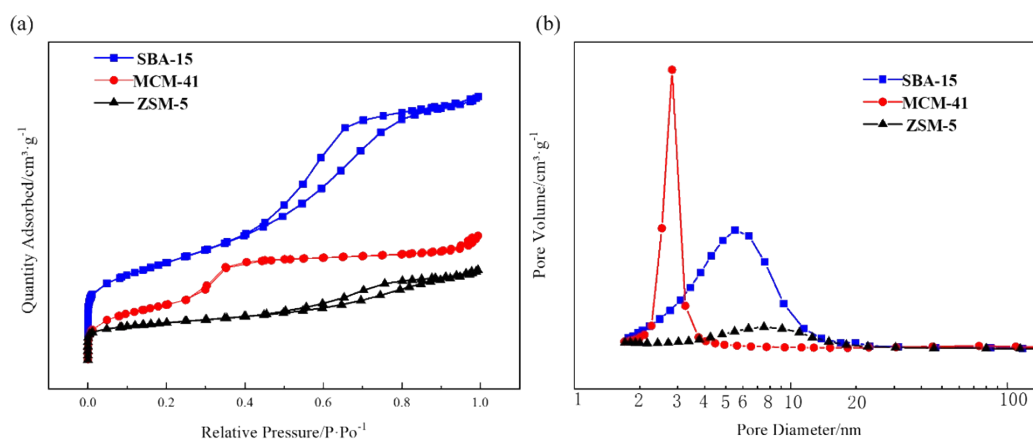 (a)
SBA-15
MCM-41
ZSM-5
Quantity Adsorbed/cm³·g⁻¹
0.0 0.2 0.4 0.6 0.8 1.0
Relative Pressure/P·Po⁻¹
(b)
SBA-15
MCM-41
ZSM-5
Pore Volume/cm³·g⁻¹
1 2 3 4 5 6 8 10 20 100
Pore Diameter/nm